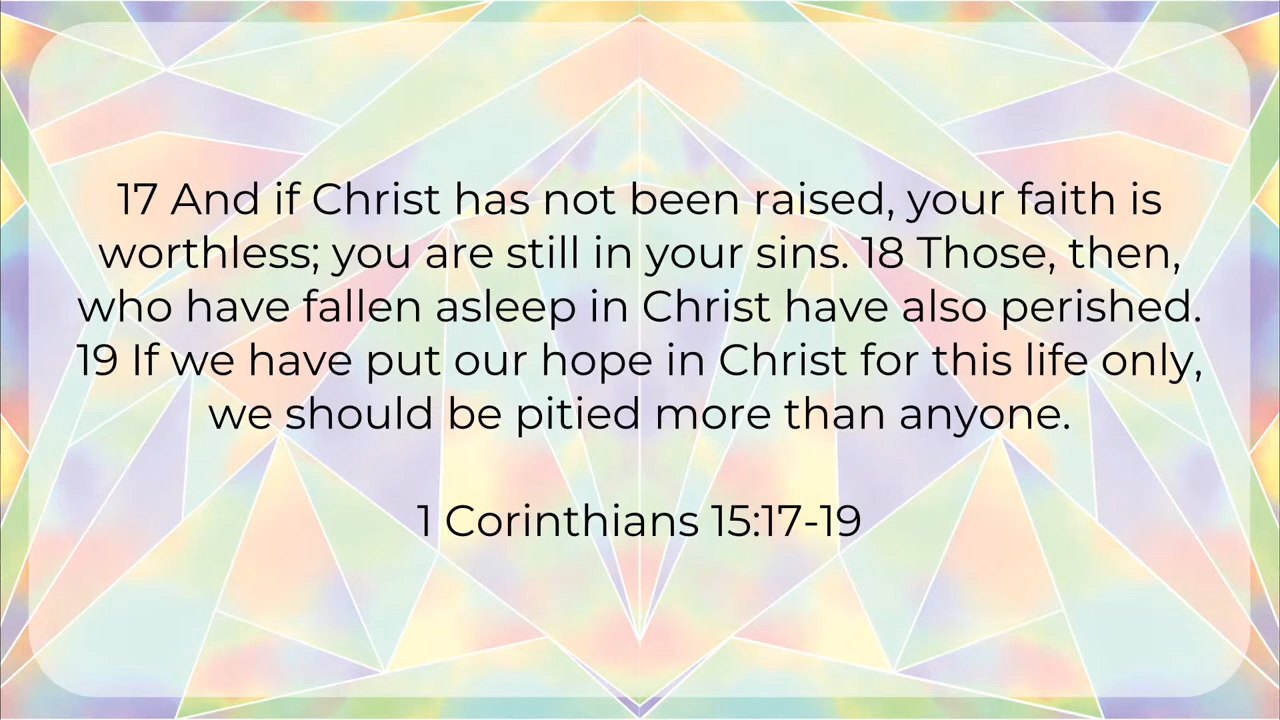 17 And if Christ has not been raised, your faith is
worthless; you are still in your sins. 18 Those, then,
who have fallen asleep in Christ have also perished.
19 If we have put our hope in Christ for this life only,
we should be pitied more than anyone.
1 Corinthians 15:17-19